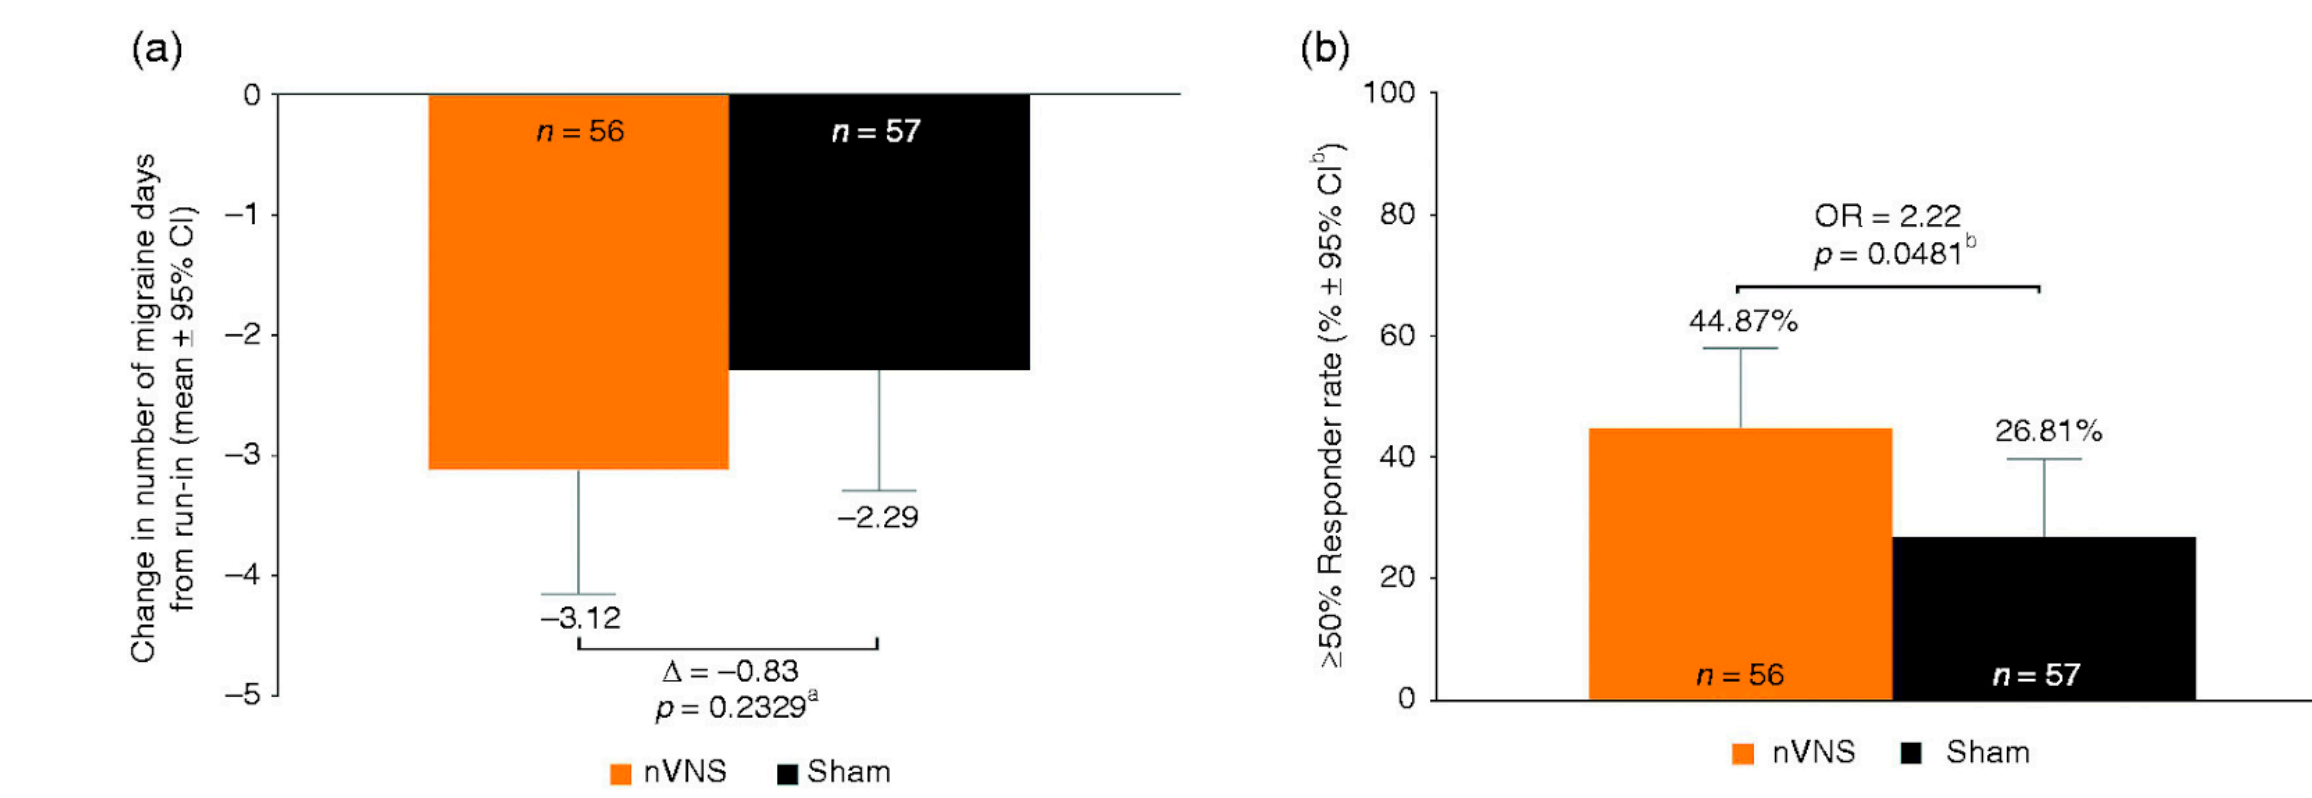 (a)
Change in number of migraine days
from run-in (mean ± 95% CI)
0
–1
–2
–3
–4
–5
n = 56
n = 57
–3.12
–2.29
Δ = –0.83
p = 0.2329ᵃ
nVNS
Sham
(b)
≥50% Responder rate (% ± 95% CIᵇ)
100
80
60
40
20
0
OR = 2.22
p = 0.0481ᵇ
44.87%
26.81%
n = 56
n = 57
nVNS
Sham